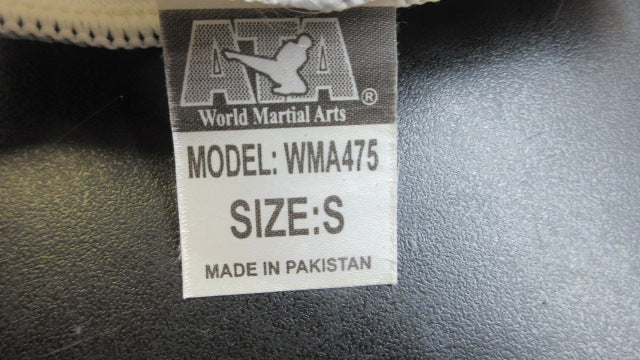 ATA®
World Martial Arts
MODEL: WMA475
SIZE:S
MADE IN PAKISTAN